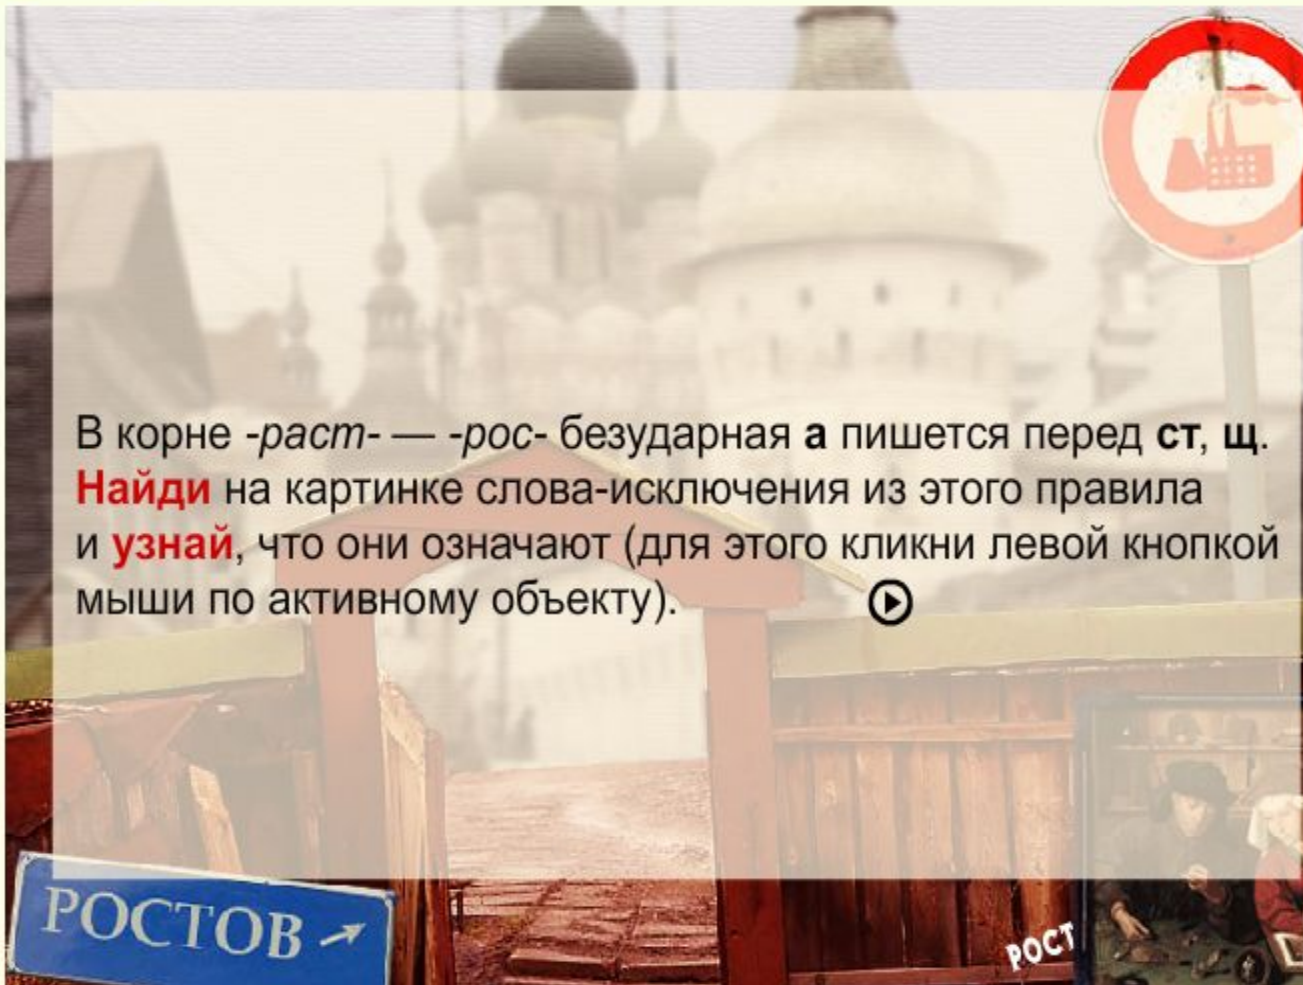 В корне -раст- — -рос- безударная а пишется перед ст, щ.
Найди на картинке слова-исключения из этого правила
и узнай, что они означают (для этого кликни левой кнопкой
мыши по активному объекту).
РОСТОВ
РОСТ